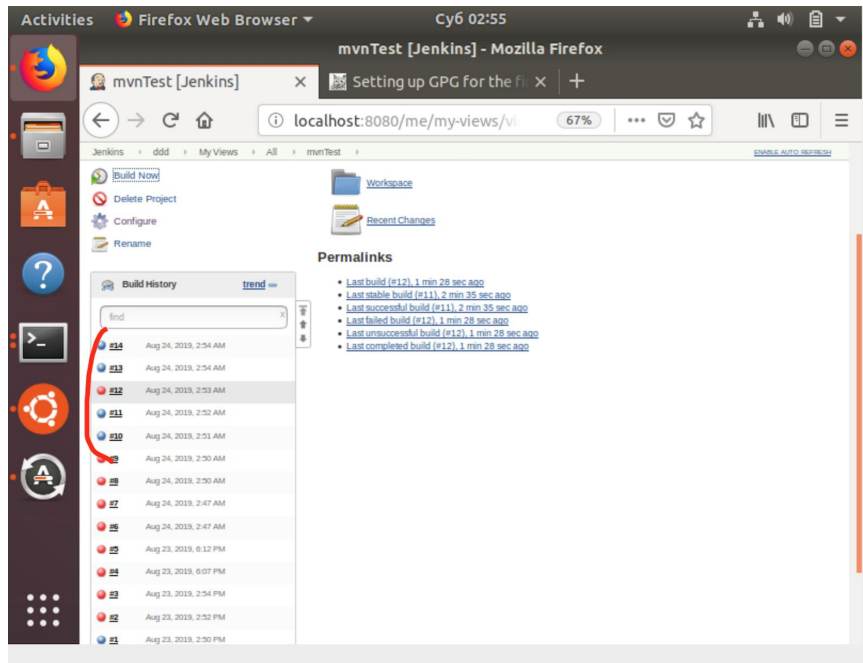 Activities Firefox Web Browser Суб 02:55
mvnTest [Jenkins] - Mozilla Firefox
mvnTest [Jenkins] Setting up GPG for the fi
localhost:8080/me/my-views/vi 67%
Jenkins ddd My Views All mvnTest ENABLE AUTO REFRESH
Build Now
Delete Project
Configure
Rename
Workspace
Recent Changes
Permalinks
Last build (#12), 1 min 28 sec ago
Last stable build (#11), 2 min 35 sec ago
Last successful build (#11), 2 min 35 sec ago
Last failed build (#12), 1 min 28 sec ago
Last unsuccessful build (#12), 1 min 28 sec ago
Last completed build (#12), 1 min 28 sec ago
Build History trend
find x
#14 Aug 24, 2019, 2:54 AM
#13 Aug 24, 2019, 2:54 AM
#12 Aug 24, 2019, 2:53 AM
#11 Aug 24, 2019, 2:52 AM
#10 Aug 24, 2019, 2:51 AM
#9 Aug 24, 2019, 2:50 AM
#8 Aug 24, 2019, 2:50 AM
#7 Aug 24, 2019, 2:47 AM
#6 Aug 24, 2019, 2:47 AM
#5 Aug 23, 2019, 6:12 PM
#4 Aug 23, 2019, 6:07 PM
#3 Aug 23, 2019, 2:54 PM
#2 Aug 23, 2019, 2:52 PM
#1 Aug 23, 2019, 2:50 PM